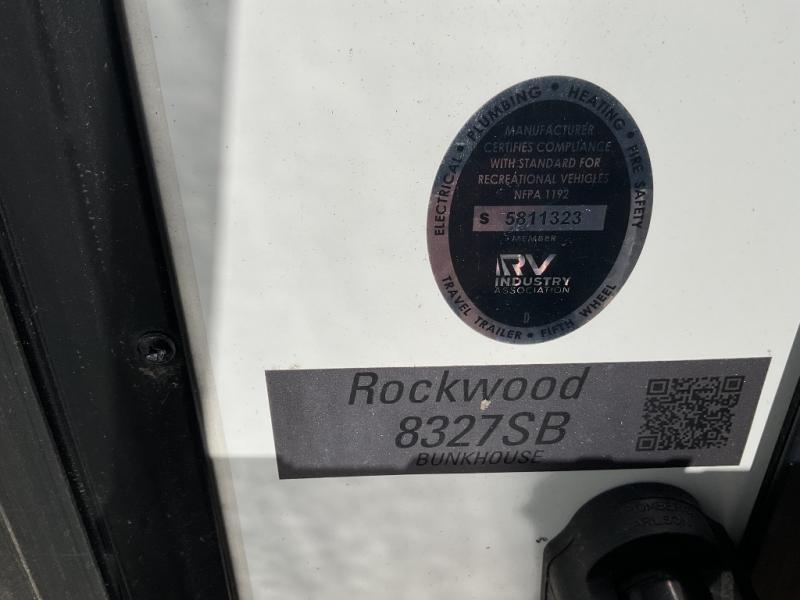 ELECTRICAL • PLUMBING • HEATING • FIRE SAFETY
MANUFACTURER
CERTIFIES COMPLIANCE
WITH STANDARD FOR
RECREATIONAL VEHICLES
NFPA 1192
S 5811323
MEMBER
RV
INDUSTRY
ASSOCIATION
D
TRAVEL TRAILER • FIFTH WHEEL
Rockwood
8327SB
BUNKHOUSE